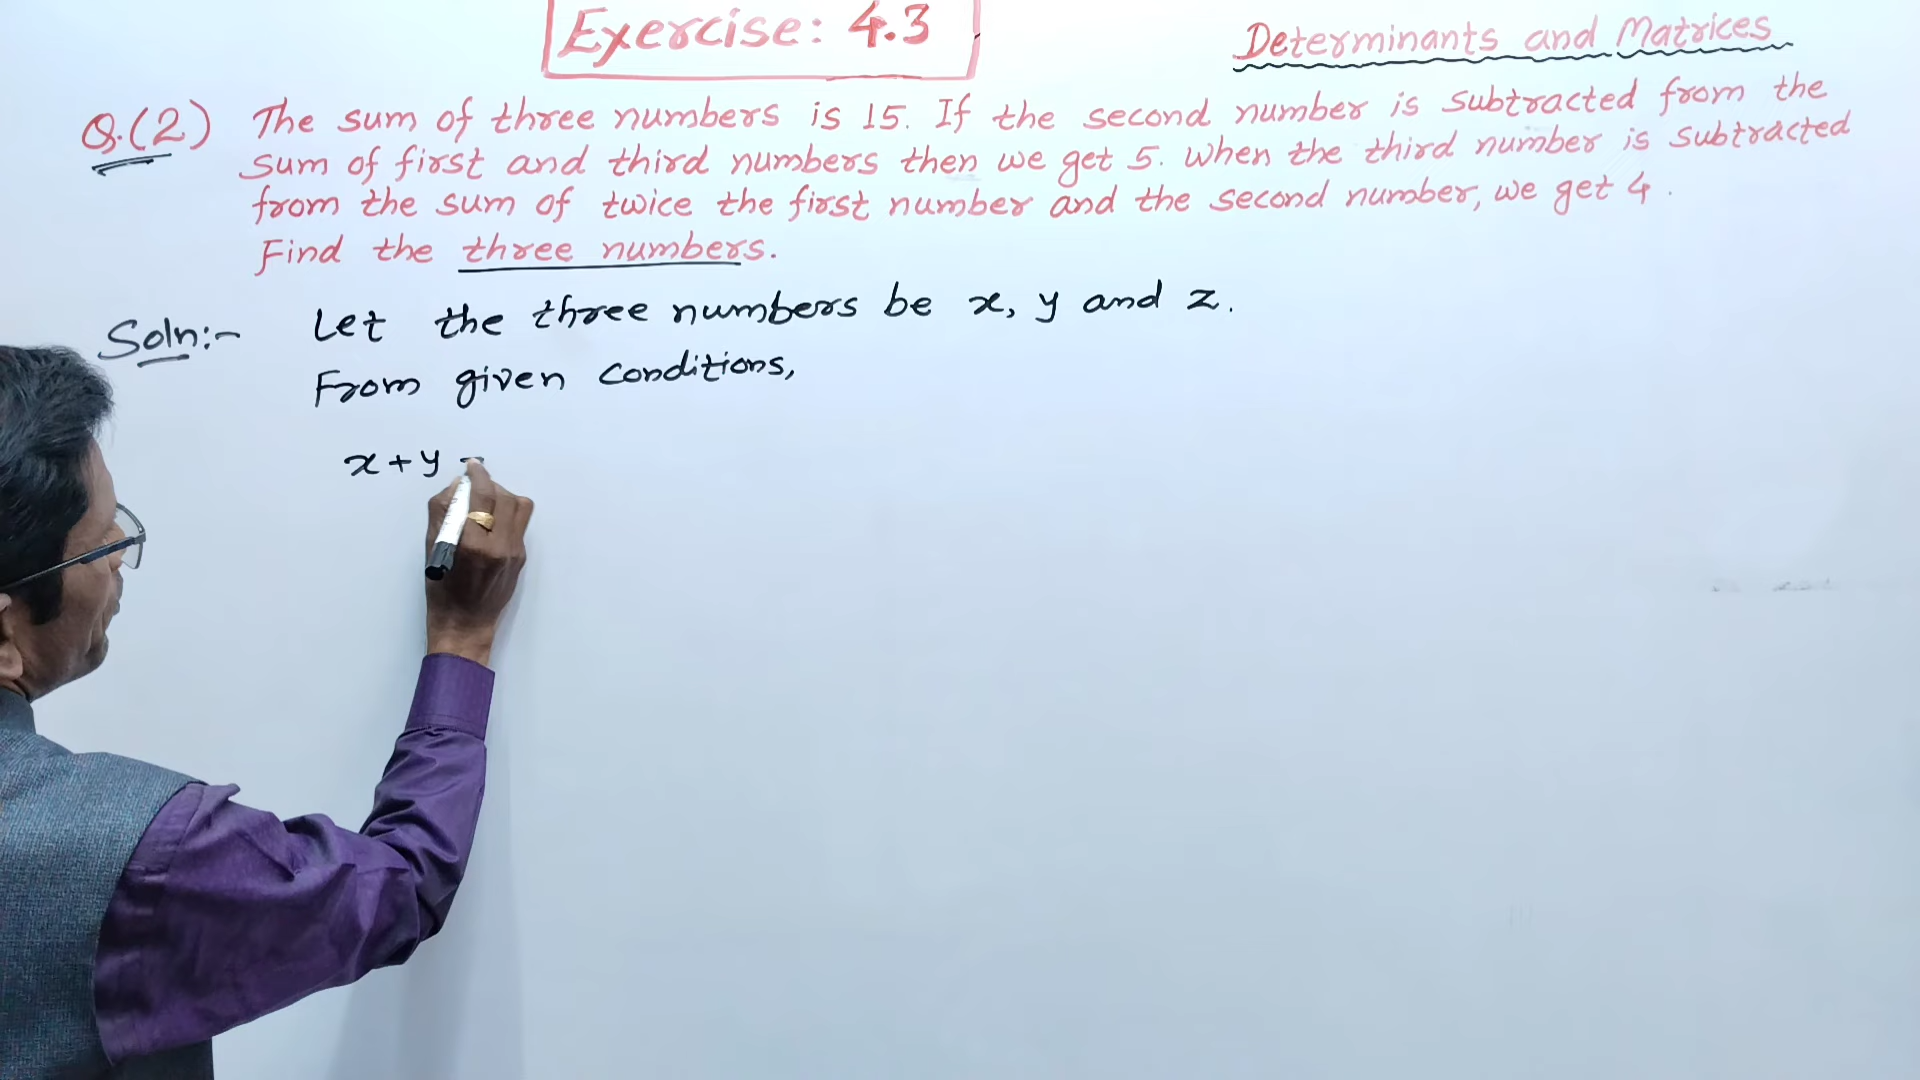 Exercise: 4.3
Determinants and Matrices
Q.(2) The sum of three numbers is 15. If the second number is subtracted from the
sum of first and third numbers then we get 5. When the third number is subtracted
from the sum of twice the first number and the second number, we get 4.
Find the three numbers.
Soln:- Let the three numbers be x, y and z.
From given conditions,
x+y